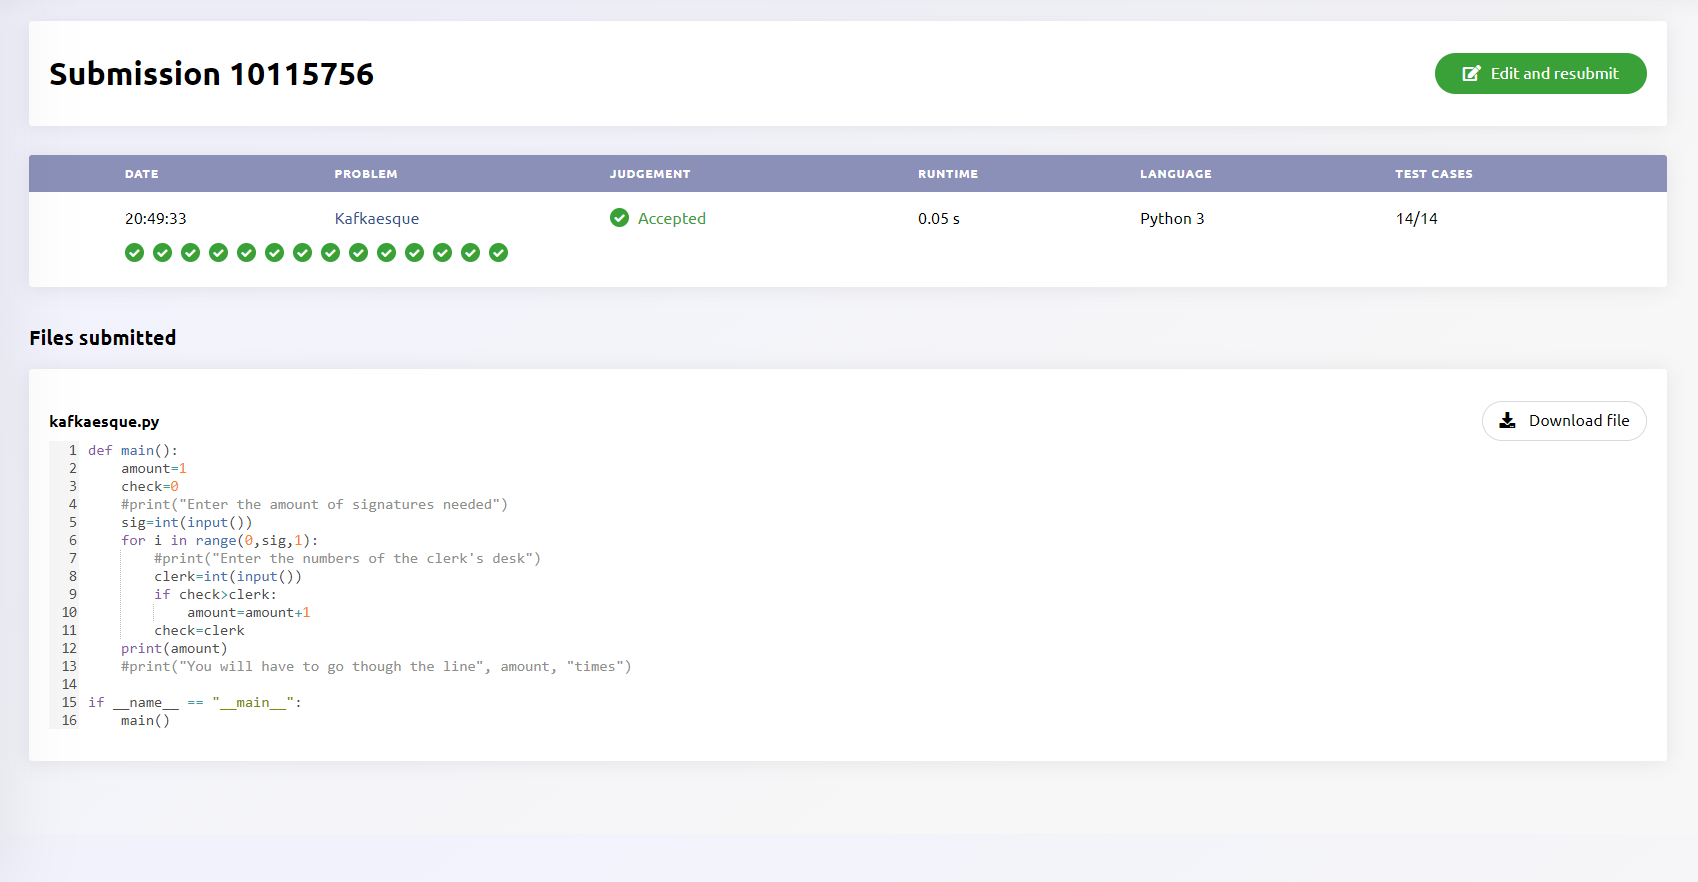 Submission 10115756
Edit and resubmit
DATE PROBLEM JUDGEMENT RUNTIME LANGUAGE TEST CASES
20:49:33 Kafkaesque Accepted 0.05 s Python 3 14/14
Files submitted
kafkaesque.py
Download file
1 def main():
2     amount=1
3     check=0
4     #print("Enter the amount of signatures needed")
5     sig=int(input())
6     for i in range(0,sig,1):
7         #print("Enter the numbers of the clerk's desk")
8         clerk=int(input())
9         if check>clerk:
10             amount=amount+1
11         check=clerk
12     print(amount)
13     #print("You will have to go though the line", amount, "times")
14
15 if __name__ == "__main__":
16     main()